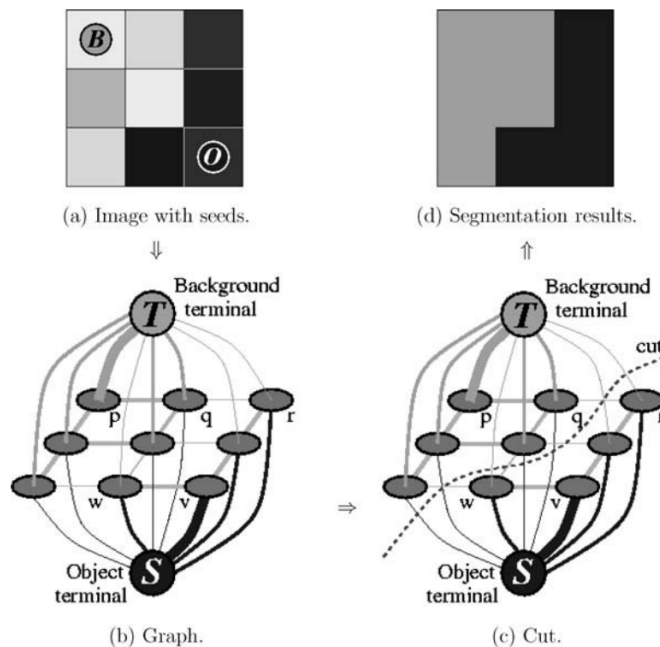 B
O
(a) Image with seeds.
(d) Segmentation results.
⇓
⇑
Background
terminal
T
p
q
r
w
v
Object
terminal
S
⇒
Background
terminal
T
cut
p
q
w
v
Object
terminal
S
(b) Graph.
(c) Cut.